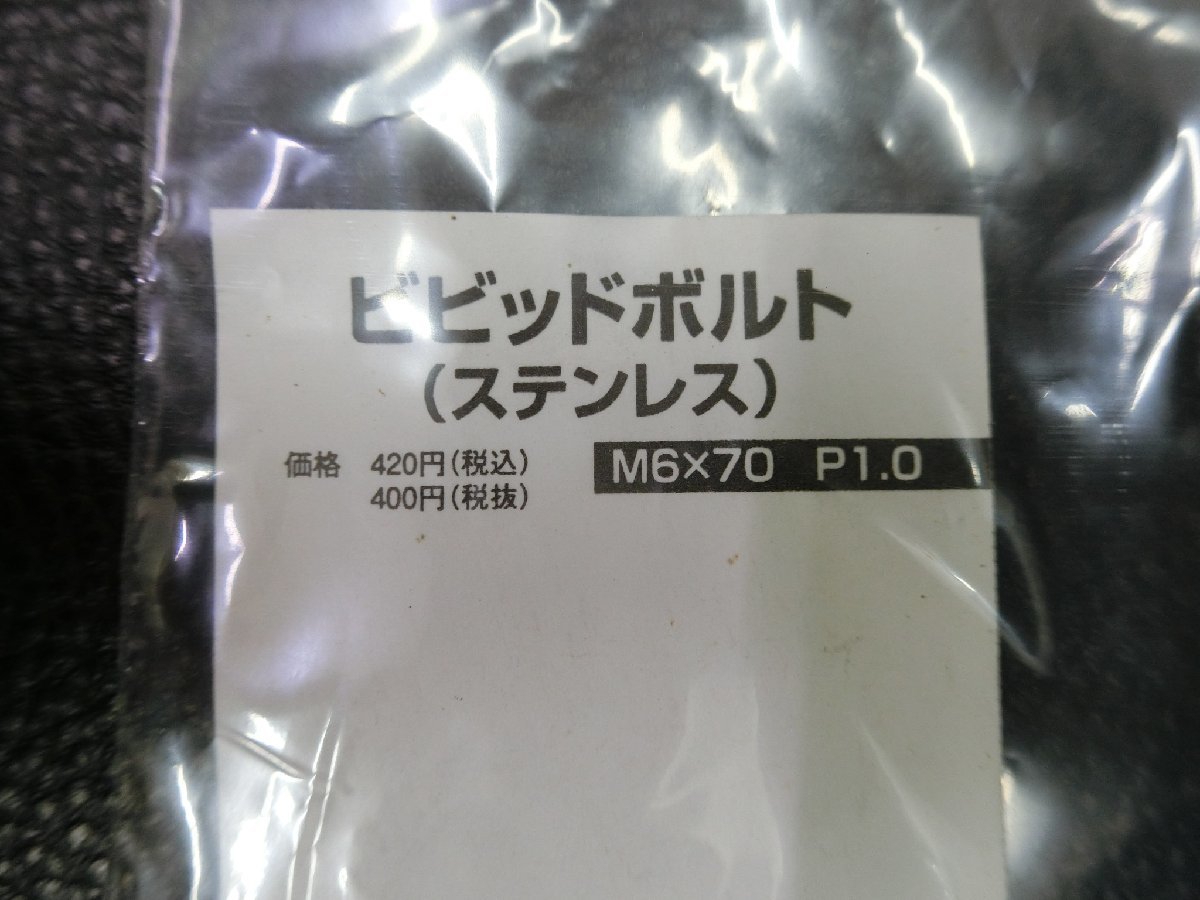 ビビッドボルト
(ステンレス)
価格 420円(税込)
400円(税抜)
M6×70 P1.0